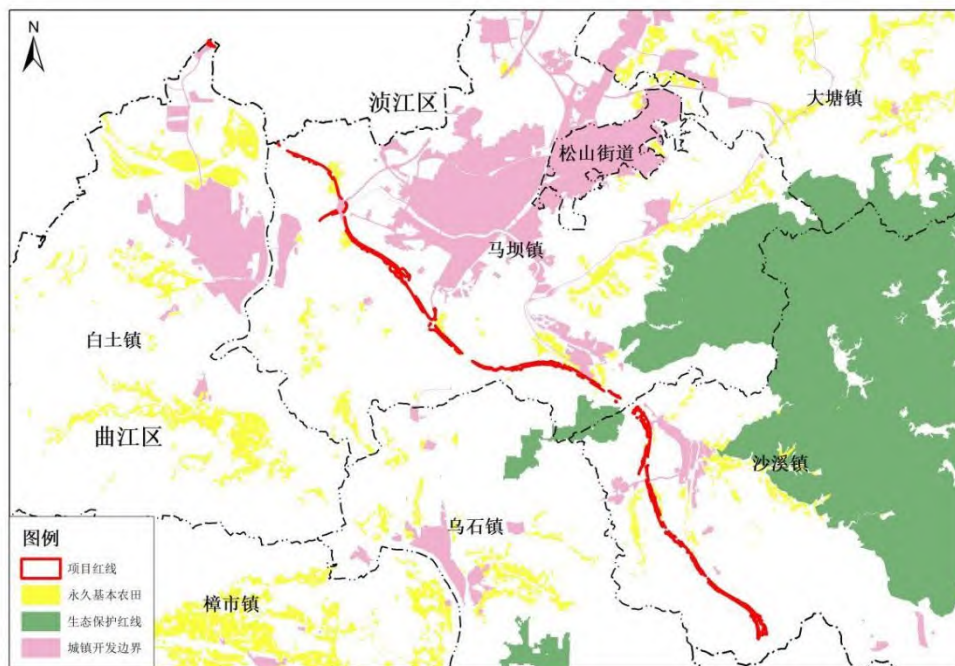 N
浈江区
大塘镇
松山街道
马坝镇
白土镇
曲江区
沙溪镇
乌石镇
樟市镇
图例
项目红线
永久基本农田
生态保护红线
城镇开发边界